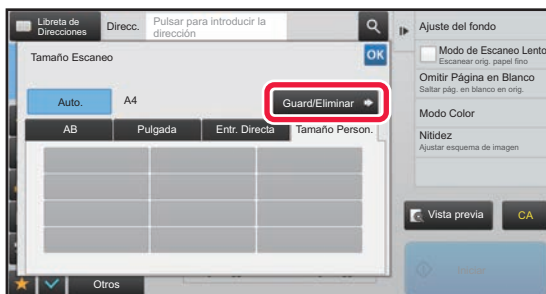 Libreta de
Direcciones
Direcc.
Pulsar para introducir la
dirección
Tamaño Escaneo
OK
Auto.
A4
Guard/Eliminar
AB
Pulgada
Entr. Directa
Tamaño Person.
Otros
Ajuste del fondo
Modo de Escaneo Lento
Escanear orig. papel fino
Omitir Página en Blanco
Saltar pág. en blanco en orig.
Modo Color
Nitidez
Ajustar esquema de imagen
Vista previa
CA